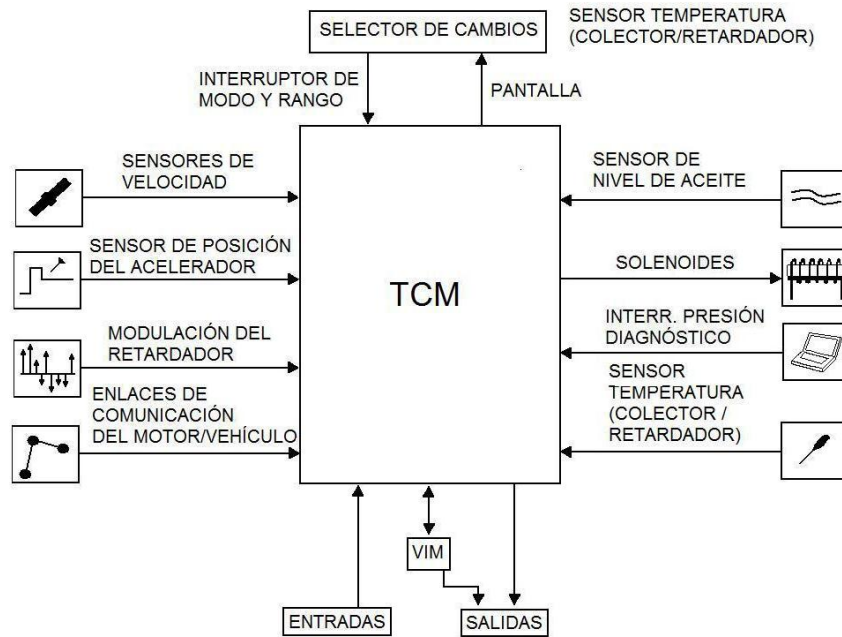 SELECTOR DE CAMBIOS
SENSOR TEMPERATURA
(COLECTOR/RETARDADOR)
INTERRUPTOR DE
MODO Y RANGO
PANTALLA
SENSORES DE
VELOCIDAD
SENSOR DE POSICIÓN
DEL ACELERADOR
MODULACIÓN DEL
RETARDADOR
ENLACES DE
COMUNICACIÓN
DEL MOTOR/VEHÍCULO
TCM
SENSOR DE
NIVEL DE ACEITE
SOLENOIDES
INTERR. PRESIÓN
DIAGNÓSTICO
SENSOR
TEMPERATURA
(COLECTOR /
RETARDADOR)
VIM
ENTRADAS
SALIDAS